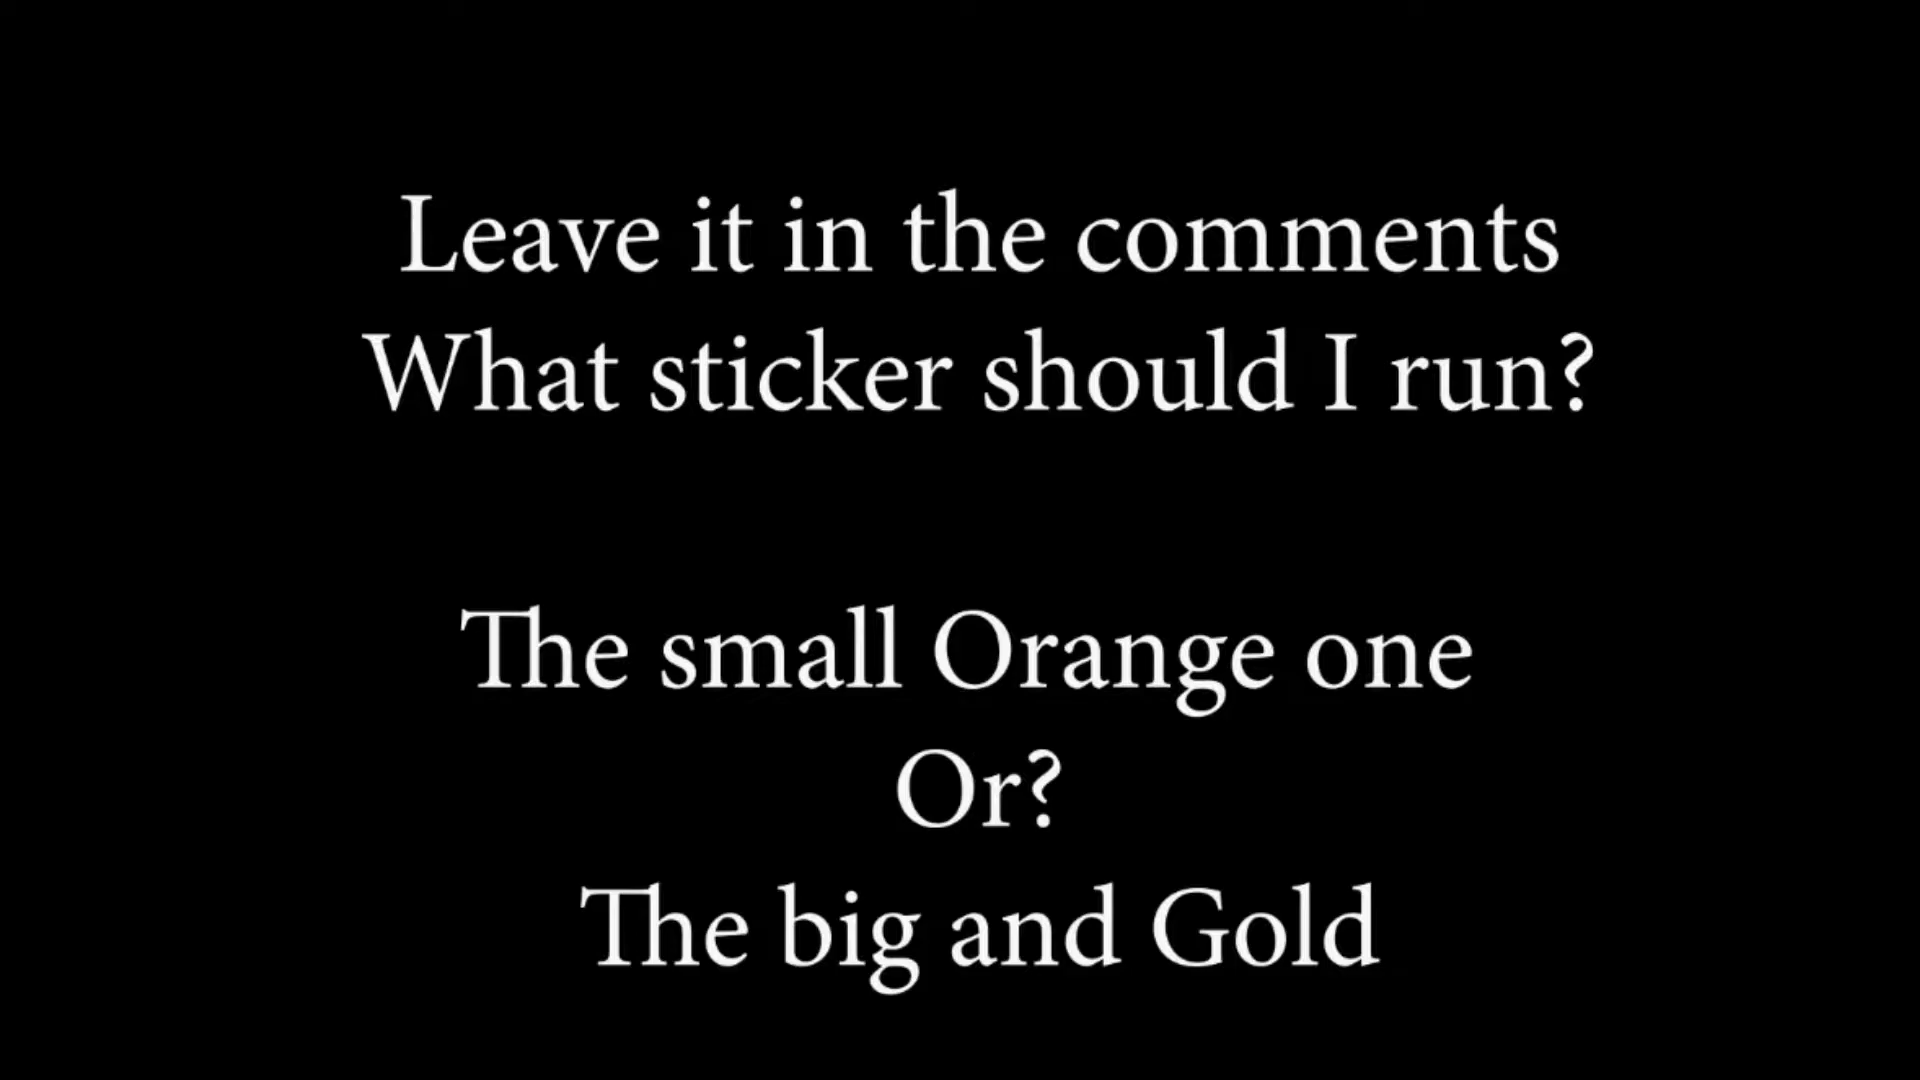 Leave it in the comments
What sticker should I run?
The small Orange one
Or?
The big and Gold